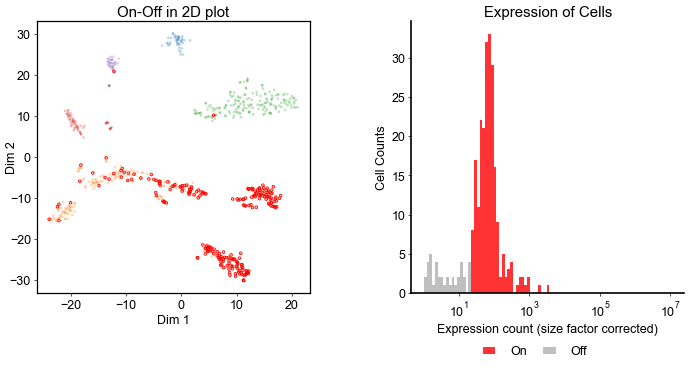 On-Off in 2D plot
Dim 2
30
20
10
0
−10
−20
−30
−20 −10 0 10 20
Dim 1
Expression of Cells
Cell Counts
30
25
20
15
10
5
0
10^1 10^3 10^5 10^7
Expression count (size factor corrected)
On Off